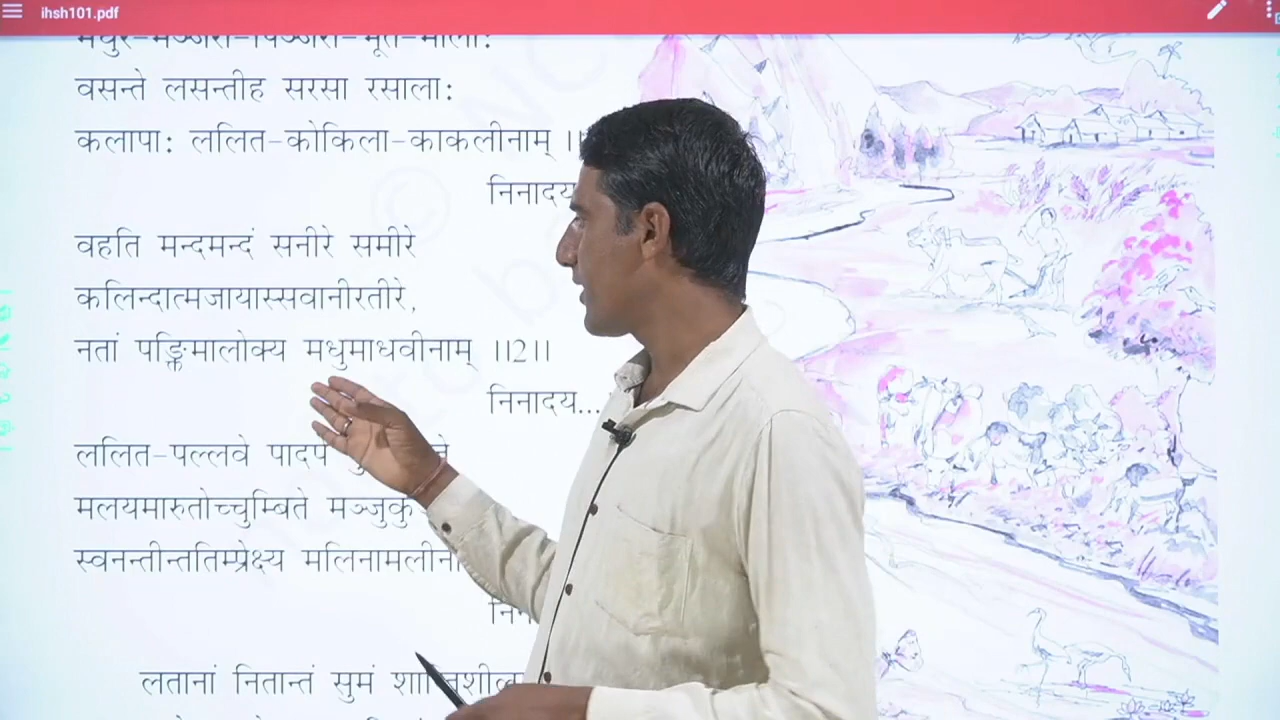 ihsh101.pdf
वसन्ते लसन्तीह सरसा रसालाः
कलापाः ललित-कोकिला-काकलीनाम् ।
निनादय
वहति मन्दमन्दं सनीरे समीरे
कलिन्दात्मजायास्सवानीरतीरे,
नतां पङ्क्तिमालोक्य मधुमाधवीनाम् ।।2।।
निनादय...
ललित-पल्लवे पादपे
मलयमारुतोच्चुम्बिते मञ्जुकु
स्वनन्तीन्ततिम्प्रेक्ष्य मलिनामलीना
लतानां नितान्तं सुमं